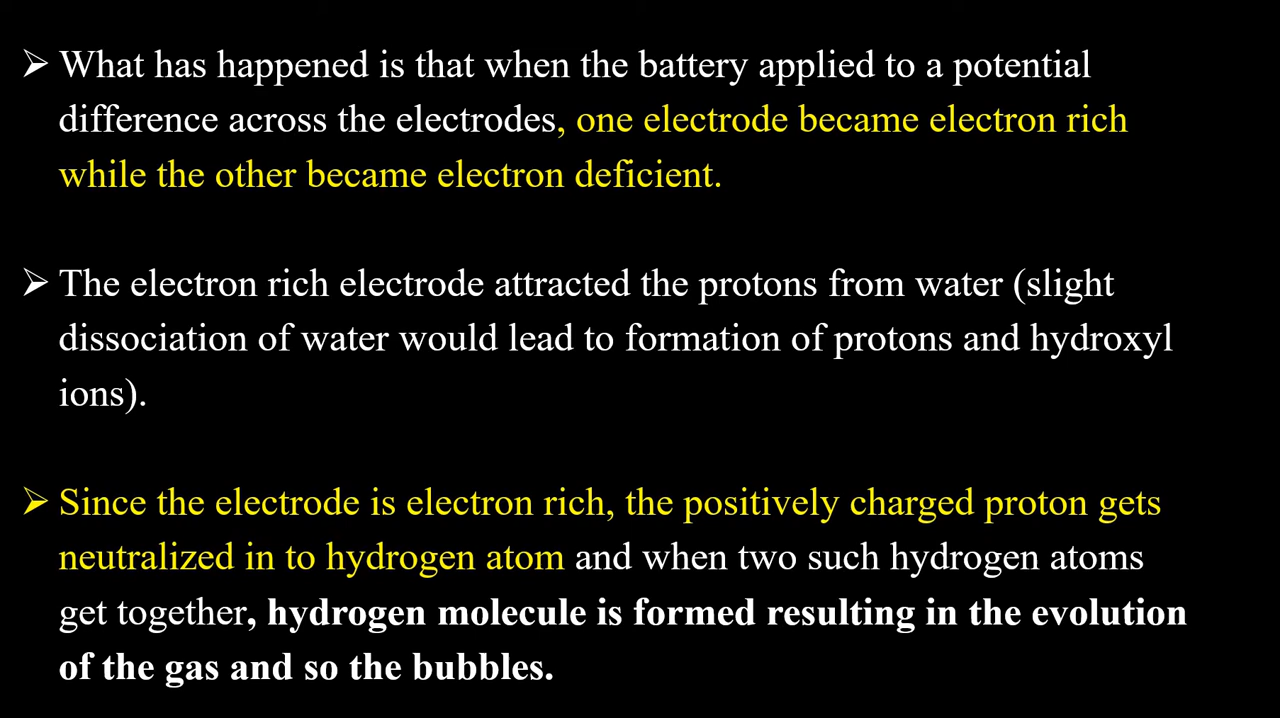 ➢ What has happened is that when the battery applied to a potential
difference across the electrodes, one electrode became electron rich
while the other became electron deficient.
➢ The electron rich electrode attracted the protons from water (slight
dissociation of water would lead to formation of protons and hydroxyl
ions).
➢ Since the electrode is electron rich, the positively charged proton gets
neutralized in to hydrogen atom and when two such hydrogen atoms
get together, hydrogen molecule is formed resulting in the evolution
of the gas and so the bubbles.